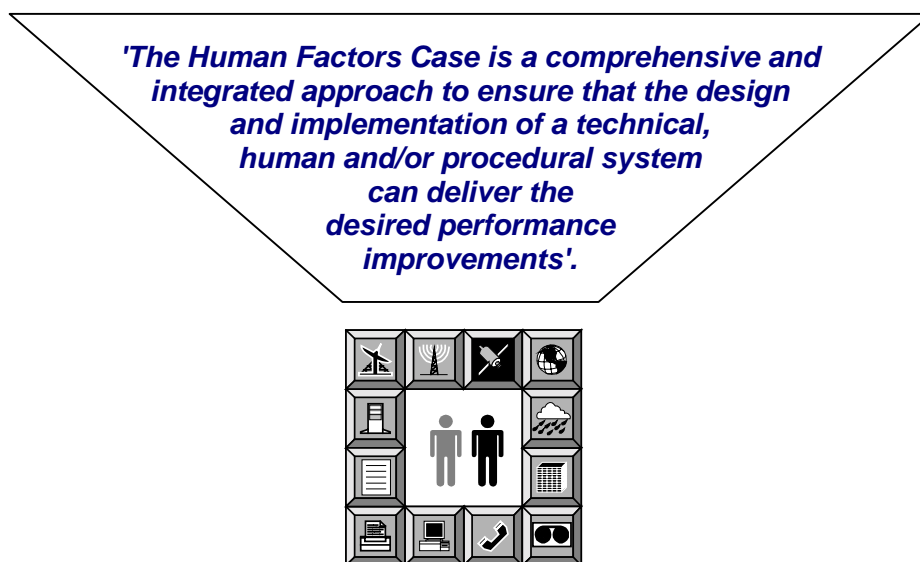 'The Human Factors Case is a comprehensive and
integrated approach to ensure that the design
and implementation of a technical,
human and/or procedural system
can deliver the
desired performance
improvements'.